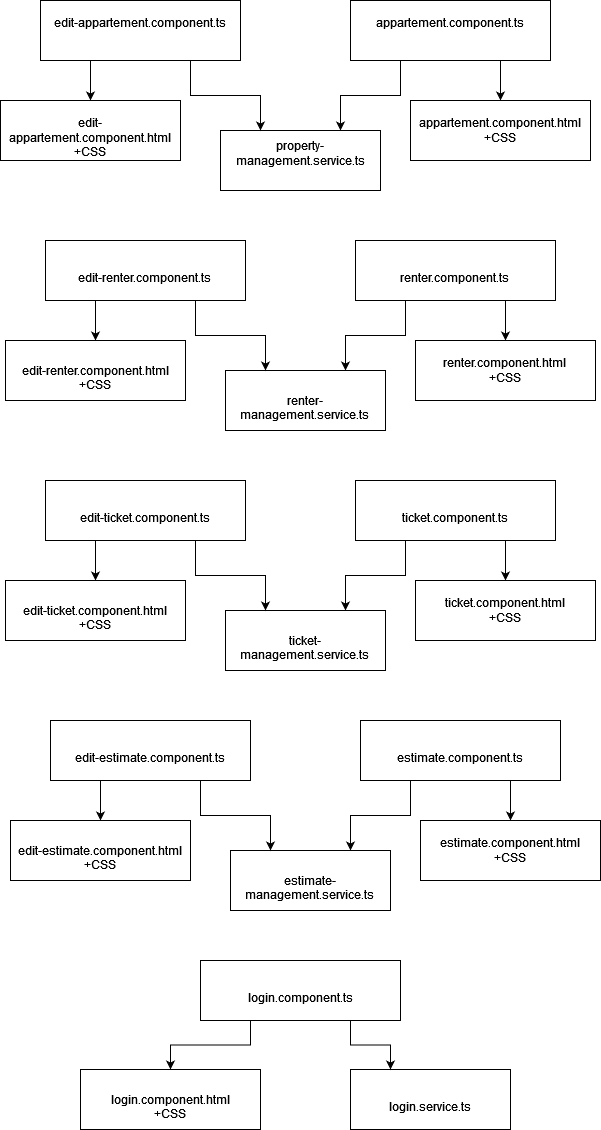 edit-appartement.component.ts
appartement.component.ts
edit-
appartement.component.html
+CSS
property-
management.service.ts
appartement.component.html
+CSS
edit-renter.component.ts
renter.component.ts
edit-renter.component.html
+CSS
renter-
management.service.ts
renter.component.html
+CSS
edit-ticket.component.ts
ticket.component.ts
edit-ticket.component.html
+CSS
ticket-
management.service.ts
ticket.component.html
+CSS
edit-estimate.component.ts
estimate.component.ts
edit-estimate.component.html
+CSS
estimate-
management.service.ts
estimate.component.html
+CSS
login.component.ts
login.component.html
+CSS
login.service.ts